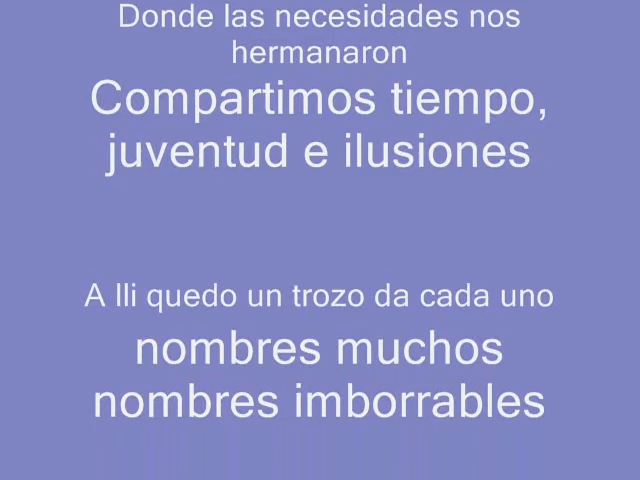 Donde las necesidades nos
hermanaron
Compartimos tiempo,
juventud e ilusiones
A lli quedo un trozo da cada uno
nombres muchos
nombres imborrables